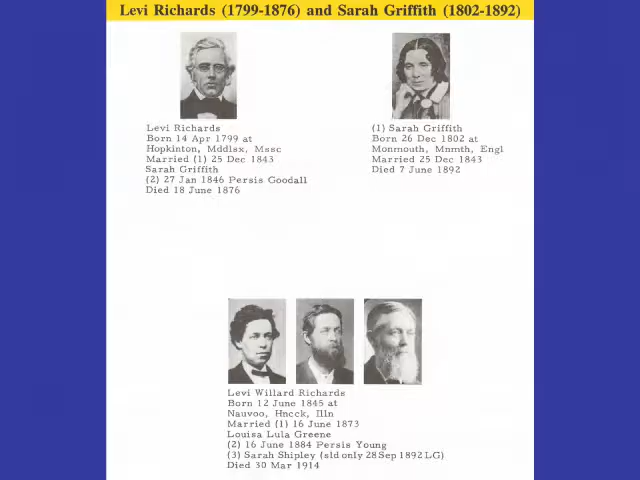 Levi Richards (1799-1876) and Sarah Griffith (1802-1892)
Levi Richards
Born 14 Apr 1799 at
Hopkinton, Mddlsx, Mssc
Married (1) 25 Dec 1843
Sarah Griffith
(2) 27 Jan 1846 Persis Goodall
Died 18 June 1876
(1) Sarah Griffith
Born 26 Dec 1802 at
Monmouth, Mnmth, Engl
Married 25 Dec 1843
Died 7 June 1892
Levi Willard Richards
Born 12 June 1845 at
Nauvoo, Hncck, Illn
Married (1) 16 June 1873
Louisa Lula Greene
(2) 16 June 1884 Persis Young
(3) Sarah Shipley (sld only 28 Sep 1892 LG)
Died 30 Mar 1914